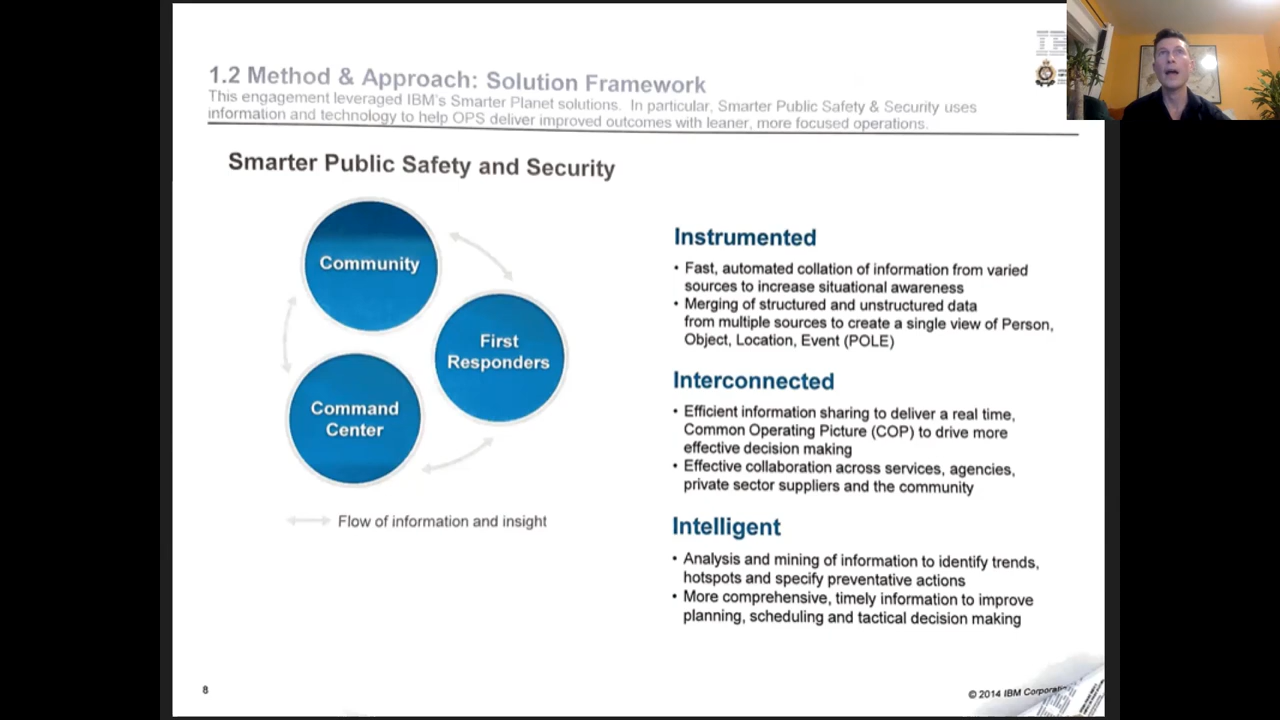 1.2 Method & Approach: Solution Framework
This engagement leveraged IBM's Smarter Planet solutions. In particular, Smarter Public Safety & Security uses
information and technology to help OPS deliver improved outcomes with leaner, more focused operations.
Smarter Public Safety and Security
Community
First
Responders
Command
Center
Flow of information and insight
Instrumented
• Fast, automated collation of information from varied
sources to increase situational awareness
• Merging of structured and unstructured data
from multiple sources to create a single view of Person,
Object, Location, Event (POLE)
Interconnected
• Efficient information sharing to deliver a real time,
Common Operating Picture (COP) to drive more
effective decision making
• Effective collaboration across services, agencies,
private sector suppliers and the community
Intelligent
• Analysis and mining of information to identify trends,
hotspots and specify preventative actions
• More comprehensive, timely information to improve
planning, scheduling and tactical decision making
8
© 2014 IBM